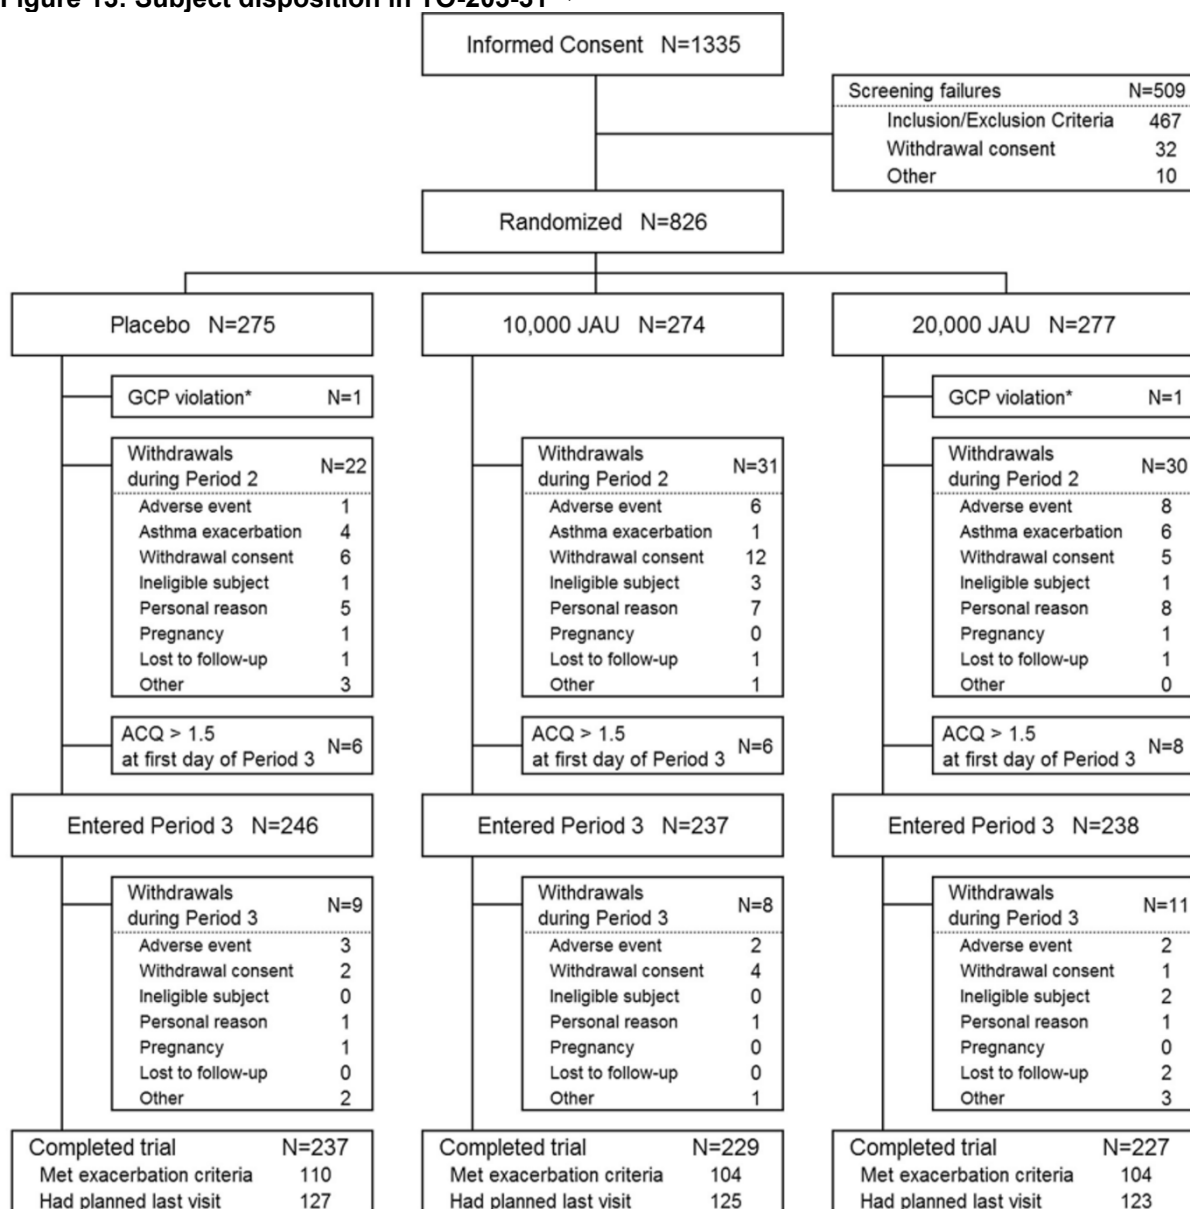 Informed Consent N=1335
Screening failures N=509
Inclusion/Exclusion Criteria 467
Withdrawal consent 32
Other 10
Randomized N=826
Placebo N=275
GCP violation* N=1
Withdrawals
during Period 2 N=22
Adverse event 1
Asthma exacerbation 4
Withdrawal consent 6
Ineligible subject 1
Personal reason 5
Pregnancy 1
Lost to follow-up 1
Other 3
ACQ > 1.5
at first day of Period 3 N=6
Entered Period 3 N=246
Withdrawals
during Period 3 N=9
Adverse event 3
Withdrawal consent 2
Ineligible subject 0
Personal reason 1
Pregnancy 1
Lost to follow-up 0
Other 2
Completed trial N=237
Met exacerbation criteria 110
Had planned last visit 127
10,000 JAU N=274
Withdrawals
during Period 2 N=31
Adverse event 6
Asthma exacerbation 1
Withdrawal consent 12
Ineligible subject 3
Personal reason 7
Pregnancy 0
Lost to follow-up 1
Other 1
ACQ > 1.5
at first day of Period 3 N=6
Entered Period 3 N=237
Withdrawals
during Period 3 N=8
Adverse event 2
Withdrawal consent 4
Ineligible subject 0
Personal reason 1
Pregnancy 0
Lost to follow-up 0
Other 1
Completed trial N=229
Met exacerbation criteria 104
Had planned last visit 125
20,000 JAU N=277
GCP violation* N=1
Withdrawals
during Period 2 N=30
Adverse event 8
Asthma exacerbation 6
Withdrawal consent 5
Ineligible subject 1
Personal reason 8
Pregnancy 1
Lost to follow-up 1
Other 0
ACQ > 1.5
at first day of Period 3 N=8
Entered Period 3 N=238
Withdrawals
during Period 3 N=11
Adverse event 2
Withdrawal consent 1
Ineligible subject 2
Personal reason 1
Pregnancy 0
Lost to follow-up 2
Other 3
Completed trial N=227
Met exacerbation criteria 104
Had planned last visit 123